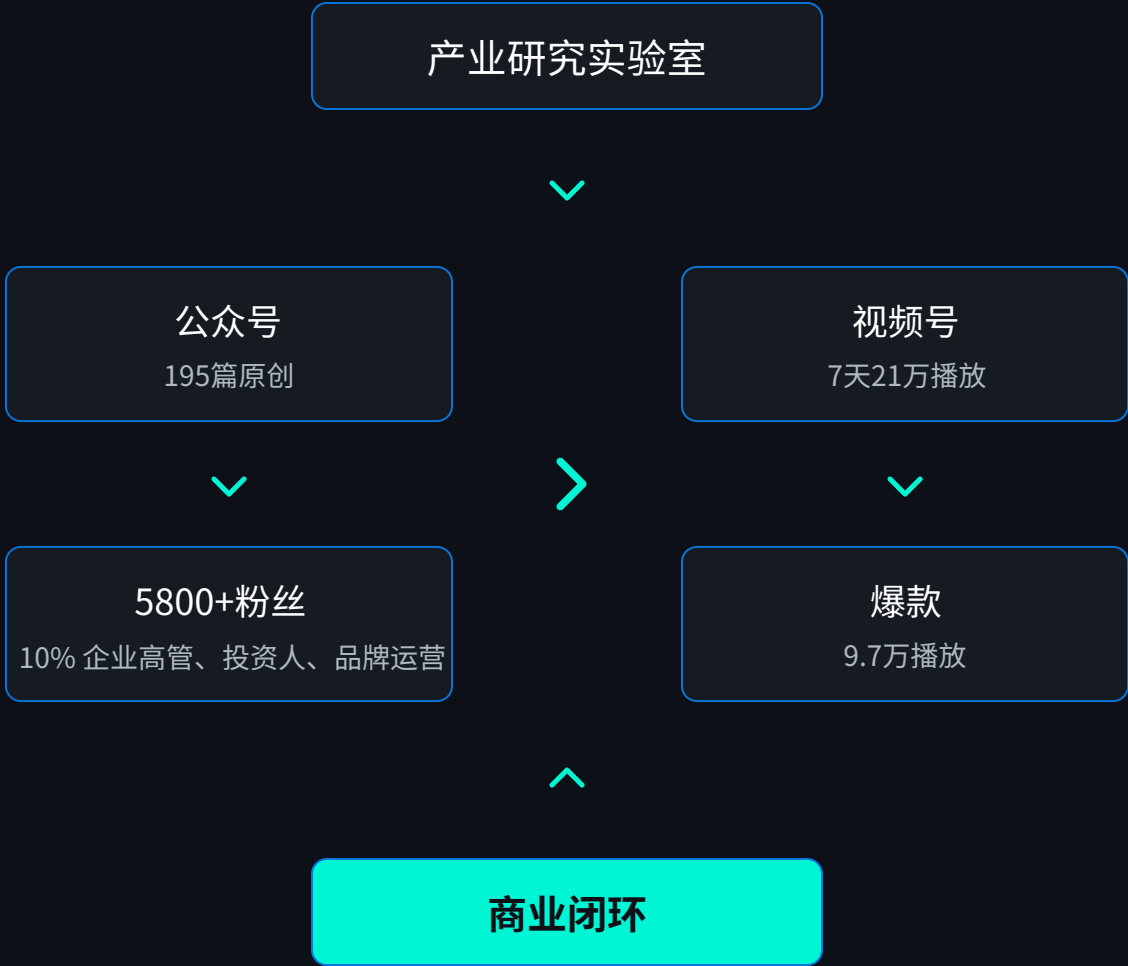 产业研究实验室
公众号
195篇原创
视频号
7天21万播放
5800+粉丝
10% 企业高管、投资人、品牌运营
爆款
9.7万播放
商业闭环